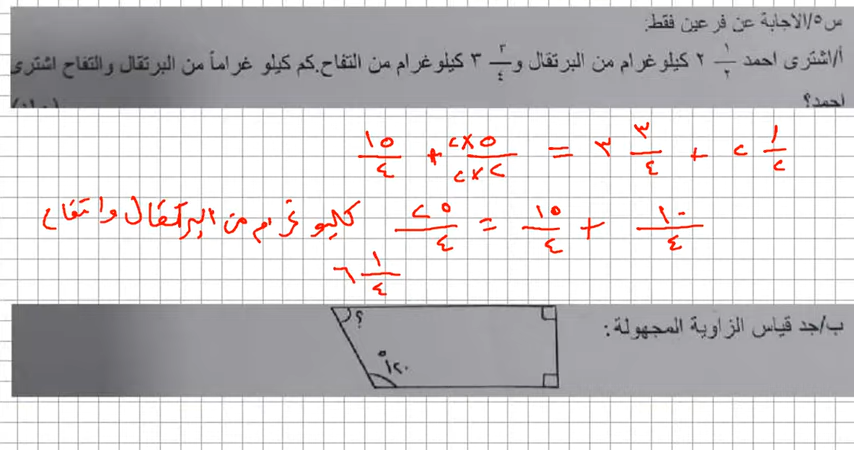 س٥/الاجابة عن فرعين فقط:
أ/اشترى احمد ٢ ١/٢ كيلوغرام من البرتقال و ٣ ٣/٤ كيلوغرام من التفاح.كم كيلو غراماً من البرتقال والتفاح اشترى
احمد؟
٢ ١/٢ + ٣ ٣/٤ = ٥×٢/٢×٢ + ١٥/٤
١٠/٤ + ١٥/٤ = ٢٥/٤ كاليو غرام من البرتقال واتفاح
٦ ١/٤
ب/جد قياس الزاوية المجهولة:
؟
١٢٠°